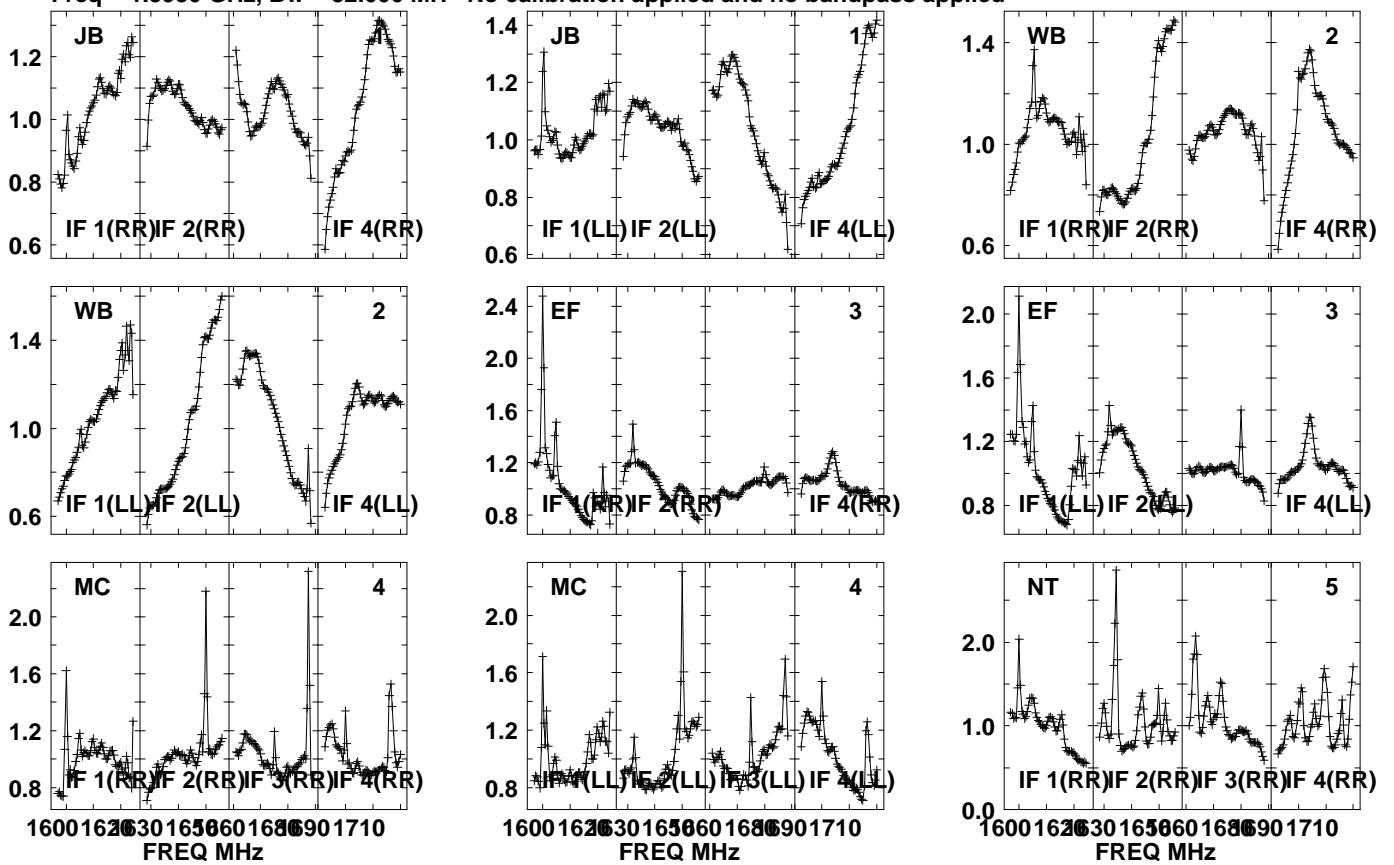 Freq GHz, No calibration applied and no bandpass applied
JB 1
1.2
1.0
0.8
0.6
IF 1(RR) IF 2(RR) IF 4(RR)
JB 1
1.4
1.2
1.0
0.8
0.6
IF 1(LL) IF 2(LL) IF 4(LL)
WB 2
1.4
1.0
0.6
IF 1(RR) IF 2(RR) IF 4(RR)
WB 2
1.4
1.0
0.6
IF 1(LL) IF 2(LL) IF 4(LL)
EF 3
2.4
2.0
1.6
1.2
0.8
IF 1(RR) IF 2(RR) IF 4(RR)
EF 3
2.0
1.6
1.2
0.8
IF 1(LL) IF 2(LL) IF 4(LL)
MC 4
2.0
1.6
1.2
0.8
IF 1(RR) IF 2(RR) IF 3(RR) IF 4(RR)
1600 1710
FREQ MHz
MC 4
2.0
1.6
1.2
0.8
IF 1(LL) IF 2(LL) IF 3(LL) IF 4(LL)
1600 1710
FREQ MHz
NT 5
2.0
1.0
0.0
IF 1(RR) IF 2(RR) IF 3(RR) IF 4(RR)
1600 1710
FREQ MHz